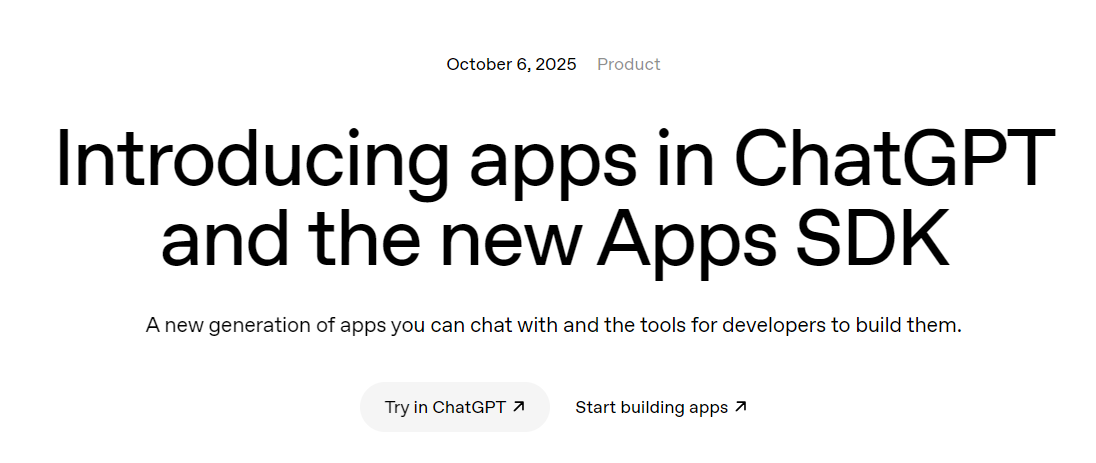 October 6, 2025 Product
Introducing apps in ChatGPT
and the new Apps SDK
A new generation of apps you can chat with and the tools for developers to build them.
Try in ChatGPT ↗ Start building apps ↗